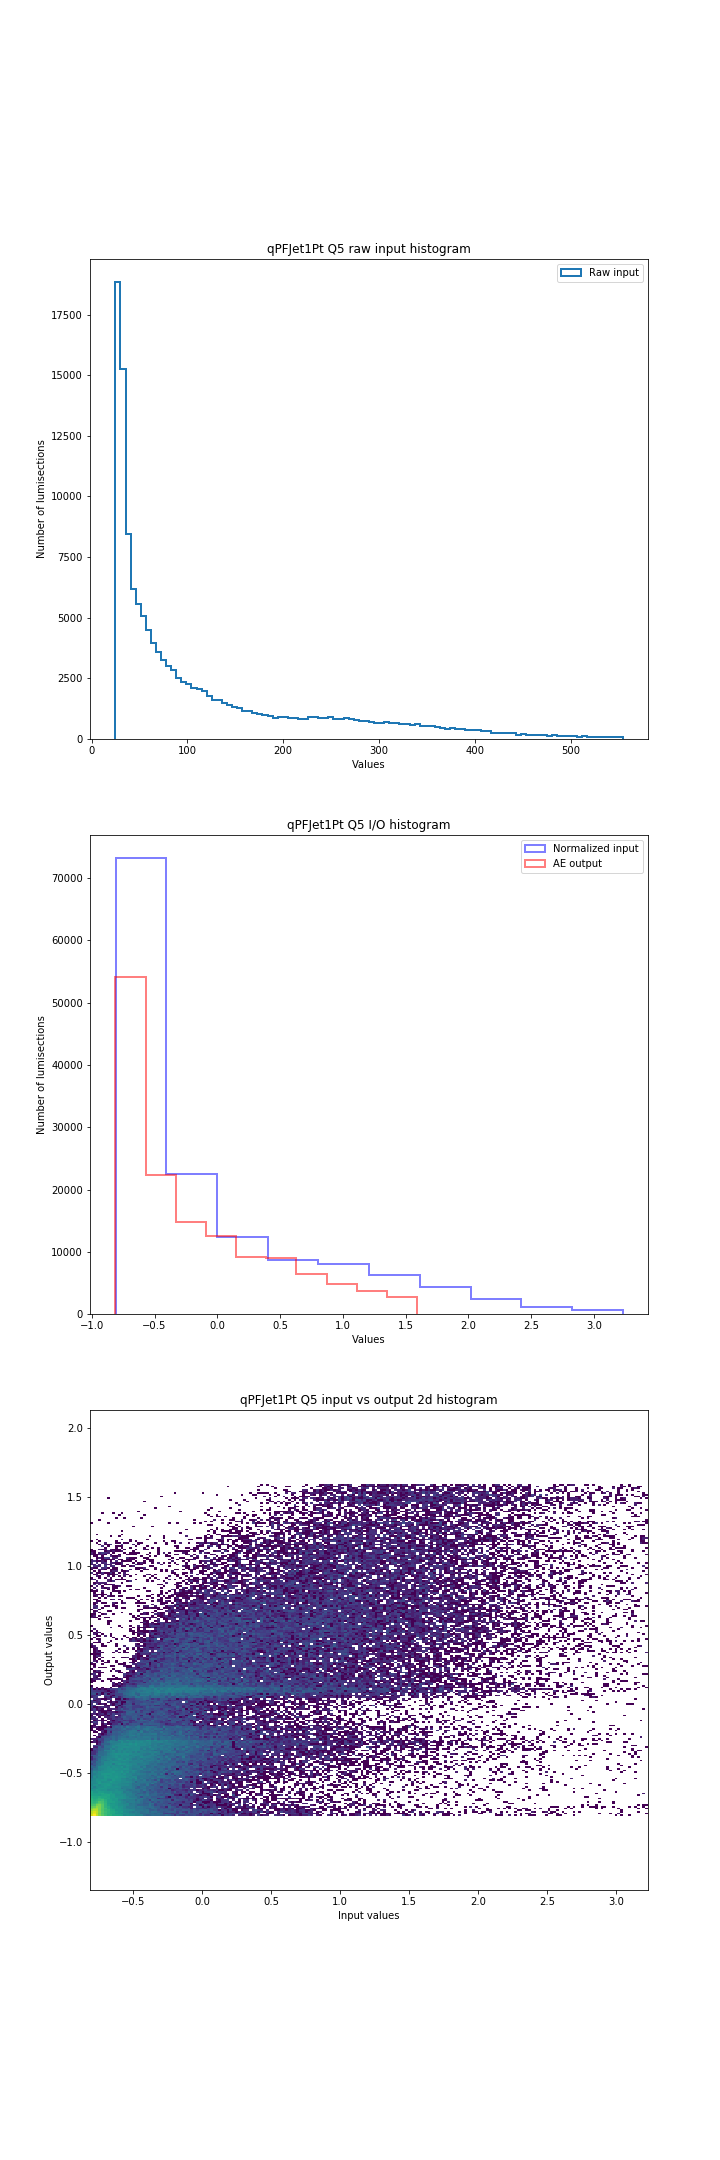 qPFJet1Pt Q5 raw input histogram
Raw input
17500
15000
12500
10000
7500
5000
2500
0
Number of lumisections
0 100 200 300 400 500
Values
qPFJet1Pt Q5 I/O histogram
Normalized input
AE output
70000
60000
50000
40000
30000
20000
10000
0
Number of lumisections
−1.0 −0.5 0.0 0.5 1.0 1.5 2.0 2.5 3.0
Values
qPFJet1Pt Q5 input vs output 2d histogram
2.0
1.5
1.0
0.5
0.0
−0.5
−1.0
Output values
−0.5 0.0 0.5 1.0 1.5 2.0 2.5 3.0
Input values